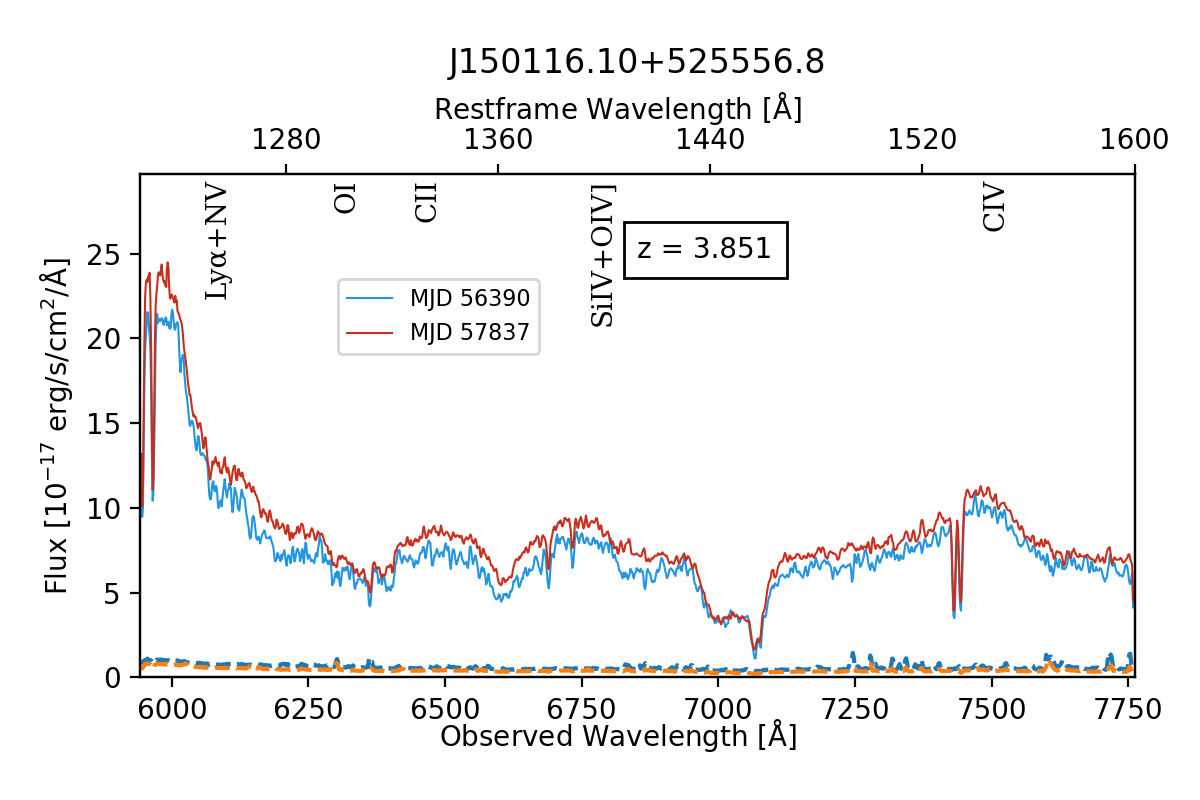 J150116.10+525556.8
Restframe Wavelength [Å]
1280 1360 1440 1520 1600
Lyα+NV OI CII SiIV+OIV] CIV
z = 3.851
MJD 56390
MJD 57837
Flux [10⁻¹⁷ erg/s/cm²/Å]
25
20
15
10
5
0
6000 6250 6500 6750 7000 7250 7500 7750
Observed Wavelength [Å]